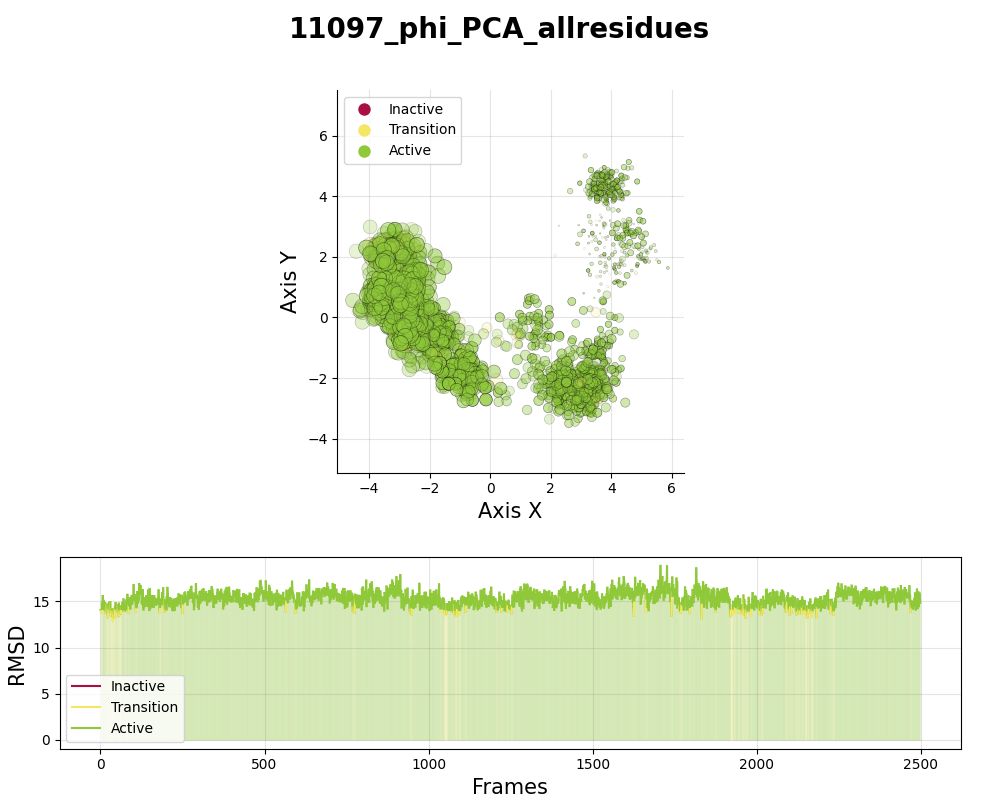 11097_phi_PCA_allresidues
Inactive
Transition
Active
6
4
2
0
−2
−4
Axis Y
−4 −2 0 2 4 6
Axis X
15
10
5
0
RMSD
Inactive
Transition
Active
0 500 1000 1500 2000 2500
Frames